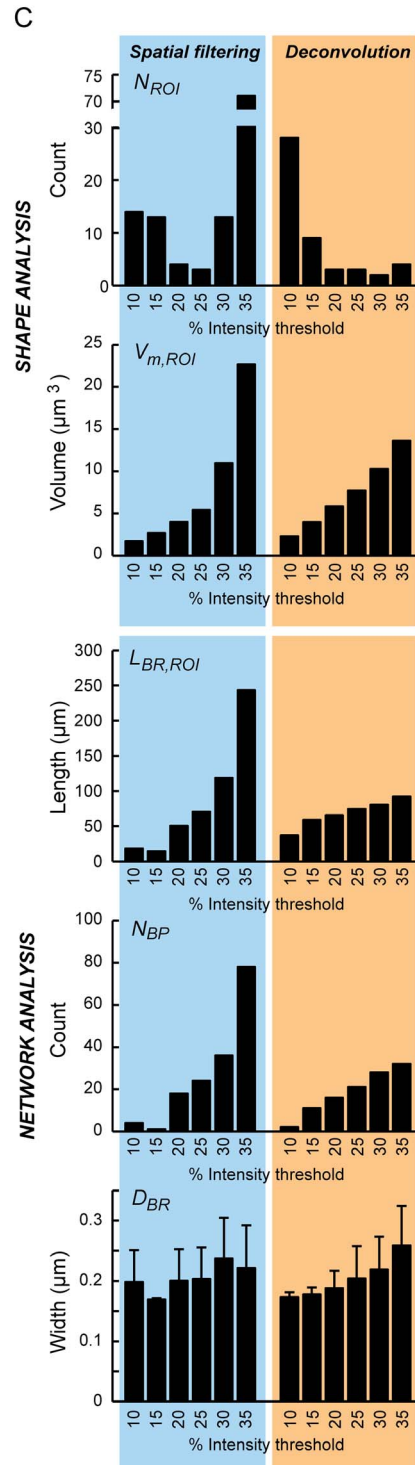 C
Spatial filtering Deconvolution
SHAPE ANALYSIS
N_ROI
Count
75
70
30
20
10
0
10 15 20 25 30 35 10 15 20 25 30 35
% Intensity threshold
V_m,ROI
Volume (µm³)
25
20
15
10
5
0
10 15 20 25 30 35 10 15 20 25 30 35
% Intensity threshold
NETWORK ANALYSIS
L_BR,ROI
Length (µm)
300
250
200
150
100
50
0
10 15 20 25 30 35 10 15 20 25 30 35
% Intensity threshold
N_BP
Count
100
80
60
40
20
0
10 15 20 25 30 35 10 15 20 25 30 35
% Intensity threshold
D_BR
Width (µm)
0.3
0.2
0.1
0
10 15 20 25 30 35 10 15 20 25 30 35
% Intensity threshold